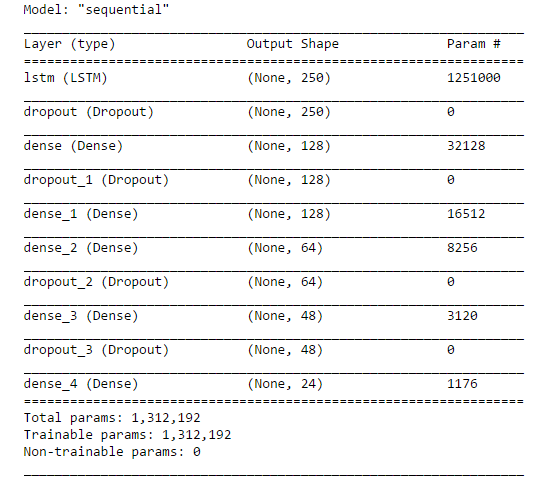 Model: "sequential"
Layer (type) Output Shape Param #
lstm (LSTM) (None, 250) 1251000
dropout (Dropout) (None, 250) 0
dense (Dense) (None, 128) 32128
dropout_1 (Dropout) (None, 128) 0
dense_1 (Dense) (None, 128) 16512
dense_2 (Dense) (None, 64) 8256
dropout_2 (Dropout) (None, 64) 0
dense_3 (Dense) (None, 48) 3120
dropout_3 (Dropout) (None, 48) 0
dense_4 (Dense) (None, 24) 1176
Total params: 1,312,192
Trainable params: 1,312,192
Non-trainable params: 0